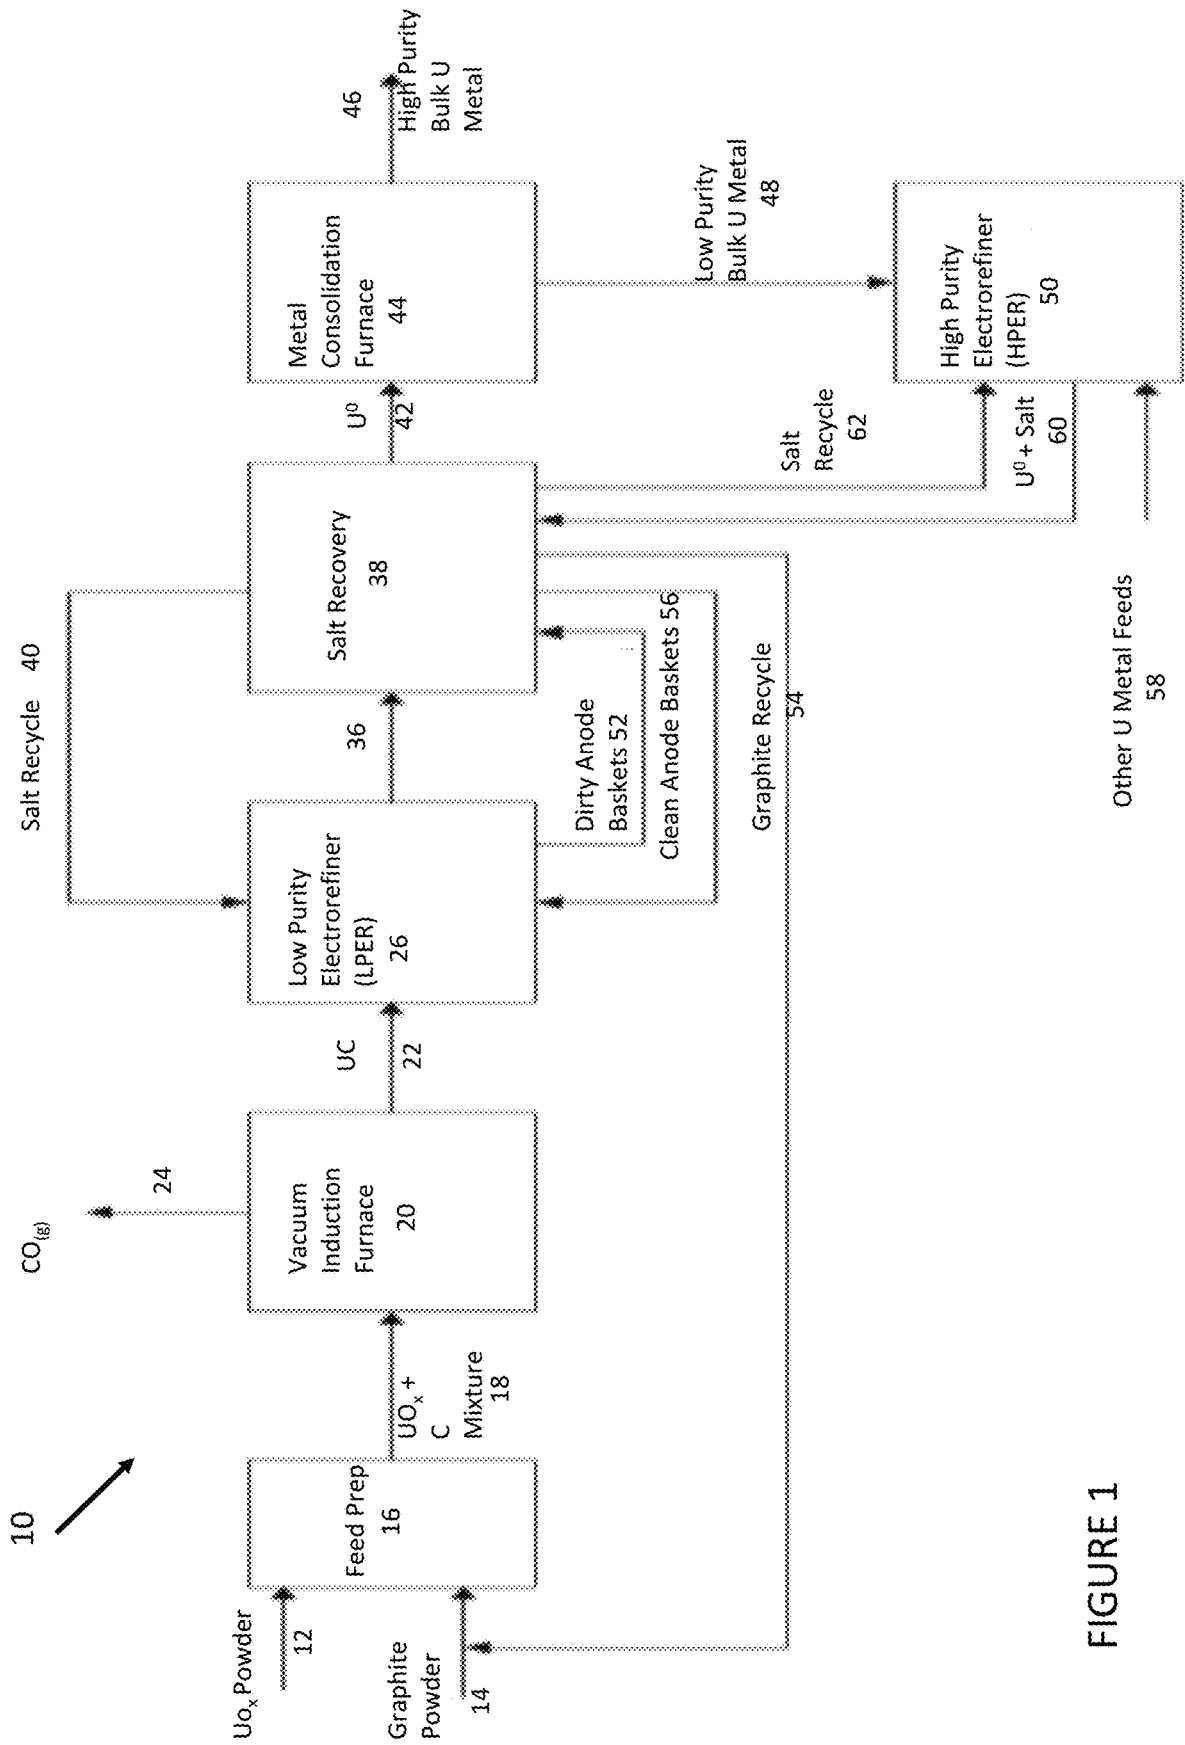 10
Uoₓ Powder
12
Graphite
Powder
14
Feed Prep
16
UOₓ +
C
Mixture
18
CO(g)
24
Vacuum
Induction
Furnace
20
UC
22
Salt Recycle 40
Low Purity
Electrorefiner
(LPER)
26
36
Dirty Anode
Baskets 52
Clean Anode Baskets 56
Graphite Recycle
54
Salt Recovery
38
U⁰
42
Metal
Consolidation
Furnace
44
46
High Purity
Bulk U
Metal
Low Purity
Bulk U Metal
48
Salt
Recycle
62
U⁰ + Salt
60
High Purity
Electrorefiner
(HPER)
50
Other U Metal Feeds
58
FIGURE 1